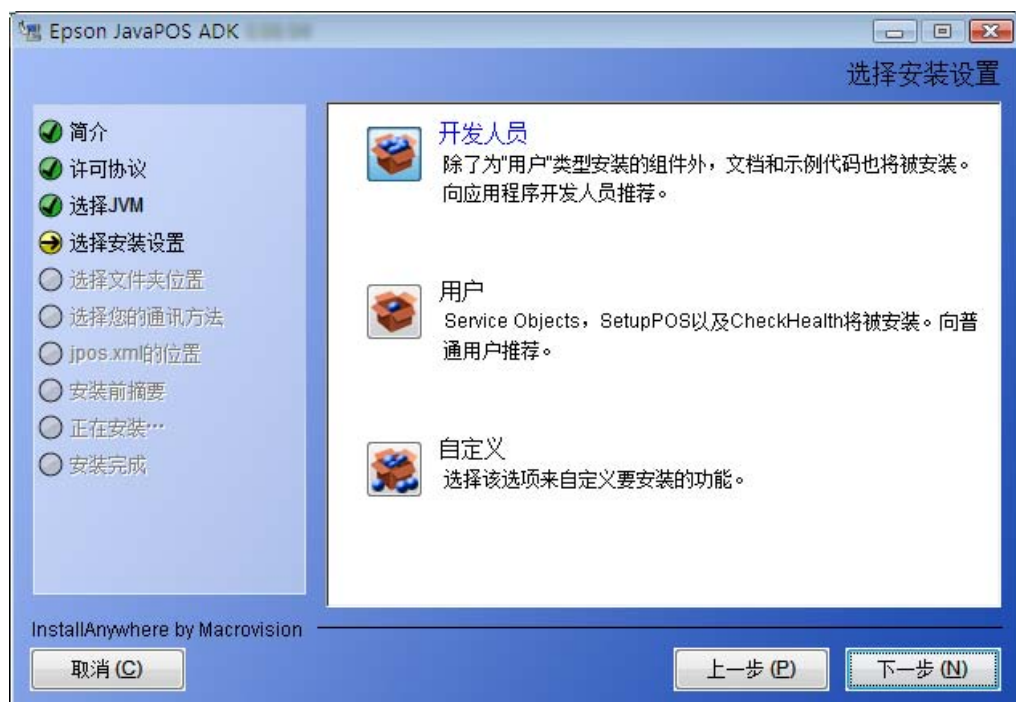 Epson JavaPOS ADK
选择安装设置
简介
许可协议
选择JVM
选择安装设置
选择文件夹位置
选择您的通讯方法
jpos.xml的位置
安装前摘要
正在安装…
安装完成
开发人员
除了为"用户"类型安装的组件外，文档和示例代码也将被安装。
向应用程序开发人员推荐。
用户
Service Objects，SetupPOS以及CheckHealth将被安装。向普
通用户推荐。
自定义
选择该选项来自定义要安装的功能。
InstallAnywhere by Macrovision
取消 (C)
上一步 (P)
下一步 (N)